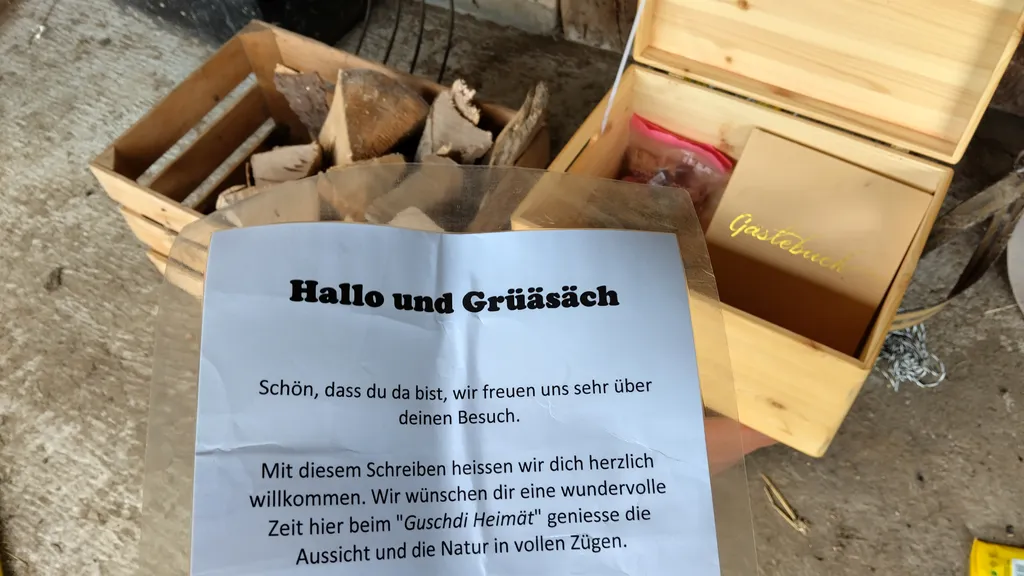 Hallo und Grüäsäch
Schön, dass du da bist, wir freuen uns sehr über
deinen Besuch.
Mit diesem Schreiben heissen wir dich herzlich
willkommen. Wir wünschen dir eine wundervolle
Zeit hier beim "Guschdi Heimät" geniesse die
Aussicht und die Natur in vollen Zügen.
Gästebuch